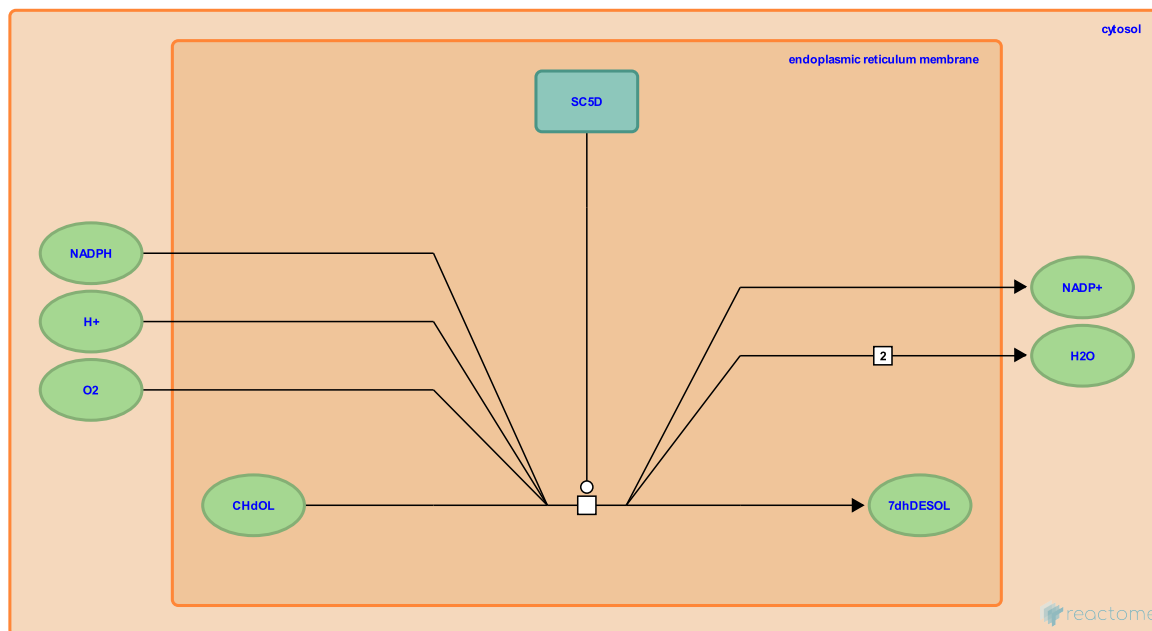 cytosol
endoplasmic reticulum membrane
SC5D
NADPH
H+
O2
NADP+
2
H2O
CHdOL
7dhDESOL
reactome